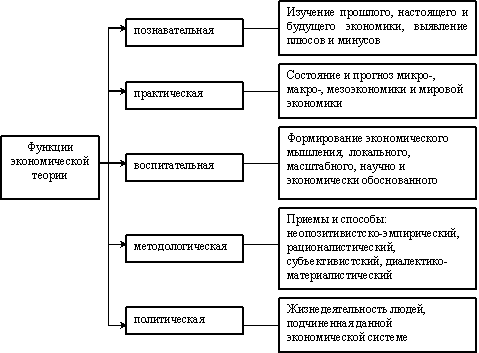 Функции
экономической
теории
познавательная
Изучение прошлого, настоящего и
будущего экономики, выявление
плюсов и минусов
практическая
Состояние и прогноз микро-,
макро-, мезоэкономики и мировой
экономики
воспитательная
Формирование экономического
мышления, локального,
масштабного, научно и
экономически обоснованного
методологическая
Приемы и способы:
неопозитивистско-эмпирический,
рационалистический,
субъективистский, диалектико-
материалистический
политическая
Жизнедеятельность людей,
подчиненная данной
экономической системе